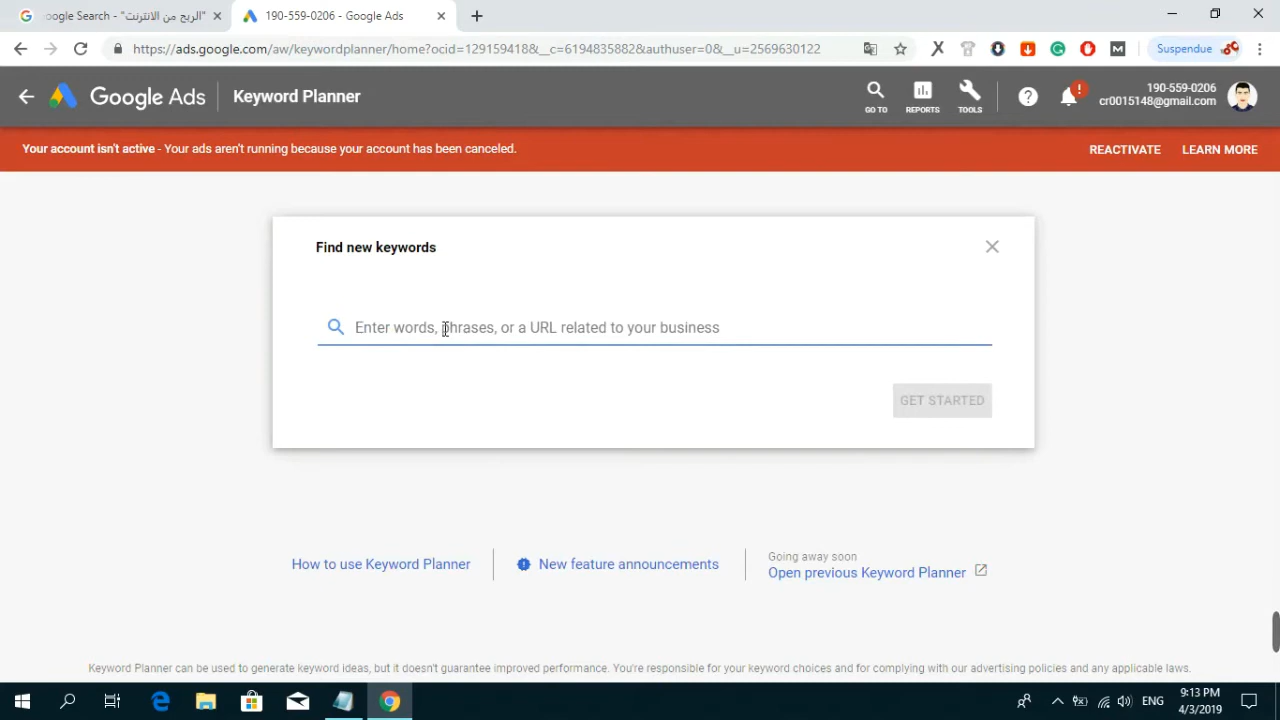 "الربح من الانترنت" - Google Search
190-559-0206 - Google Ads
https://ads.google.com/aw/keywordplanner/home?ocid=129159418&__c=6194835882&authuser=0&__u=2569630122
Suspendue
Google Ads
Keyword Planner
GO TO
REPORTS
TOOLS
190-559-0206
cr0015148@gmail.com
Your account isn't active - Your ads aren't running because your account has been canceled.
REACTIVATE
LEARN MORE
Find new keywords
Enter words, phrases, or a URL related to your business
GET STARTED
How to use Keyword Planner
New feature announcements
Going away soon
Open previous Keyword Planner
Keyword Planner can be used to generate keyword ideas, but it doesn't guarantee improved performance. You're responsible for your keyword choices and for complying with our advertising policies and any applicable laws.
ENG
9:13 PM
4/3/2019